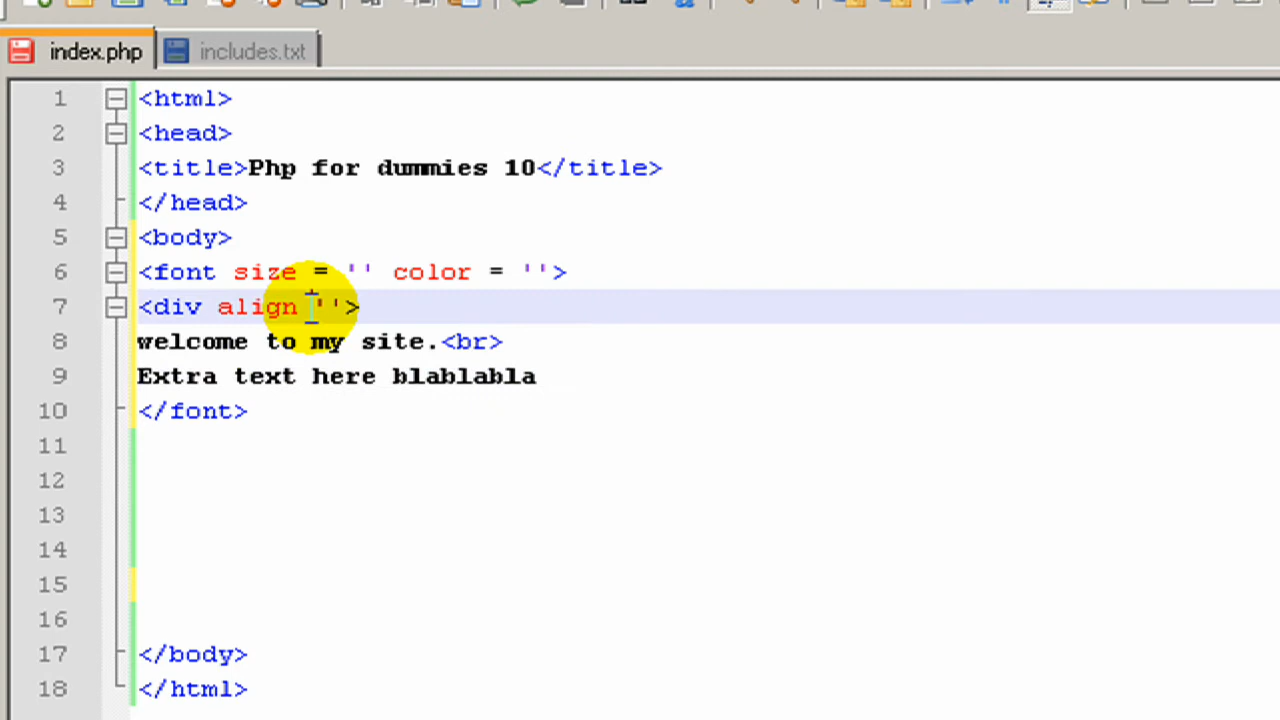 index.php includes.txt
1 <html>
2 <head>
3 <title>Php for dummies 10</title>
4 </head>
5 <body>
6 <font size = '' color = ''>
7 <div align ''>
8 welcome to my site.<br>
9 Extra text here blablabla
10 </font>
11
12
13
14
15
16
17 </body>
18 </html>